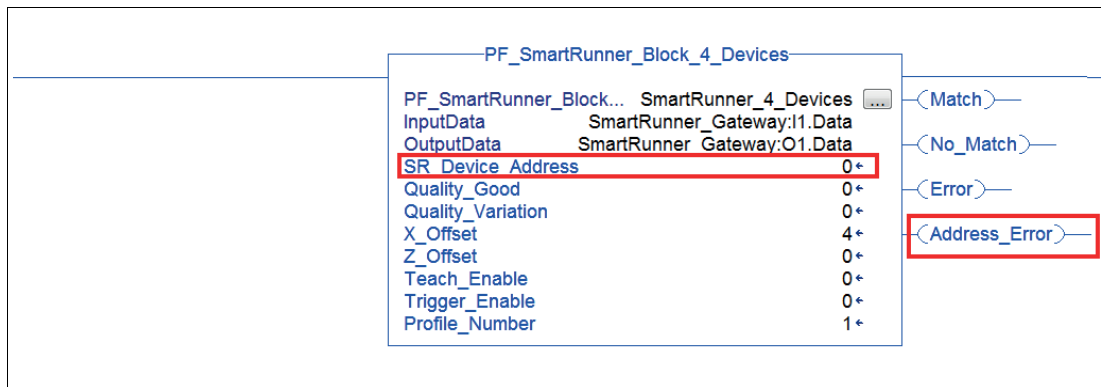 PF_SmartRunner_Block_4_Devices
PF_SmartRunner_Block... SmartRunner_4_Devices ...
Match
InputData SmartRunner_Gateway:I1.Data
OutputData SmartRunner_Gateway:O1.Data
No_Match
SR_Device_Address 0
Quality_Good 0
Error
Quality_Variation 0
X_Offset 4
Address_Error
Z_Offset 0
Teach_Enable 0
Trigger_Enable 0
Profile_Number 1